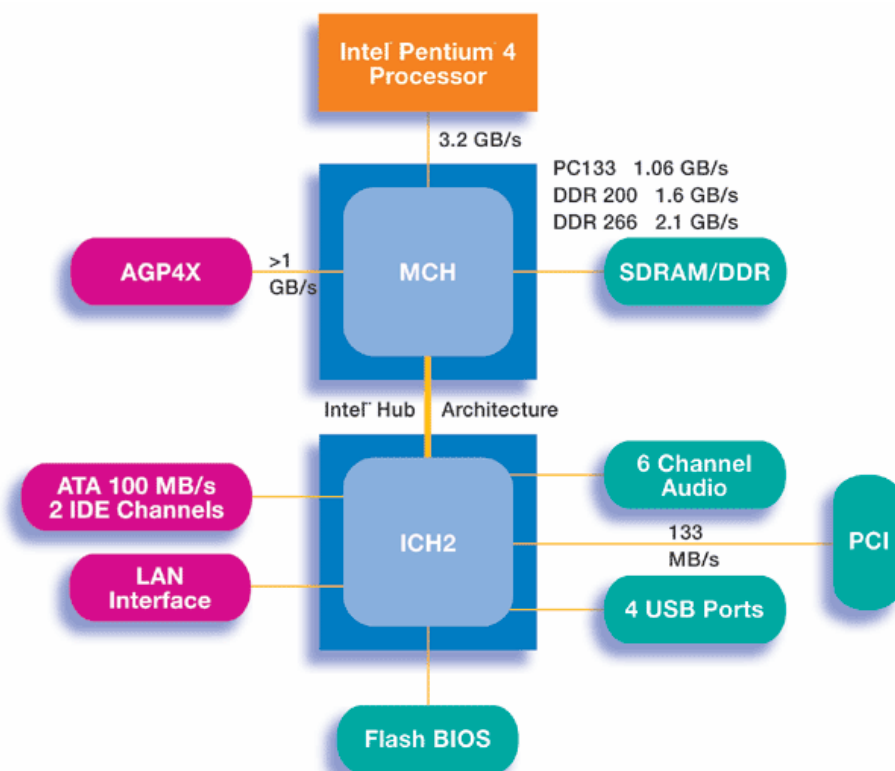 Intel Pentium 4
Processor
3.2 GB/s
PC133 1.06 GB/s
DDR 200 1.6 GB/s
DDR 266 2.1 GB/s
AGP4X
>1
GB/s
MCH
SDRAM/DDR
Intel Hub Architecture
ATA 100 MB/s
2 IDE Channels
6 Channel
Audio
ICH2
133
MB/s
PCI
LAN
Interface
4 USB Ports
Flash BIOS